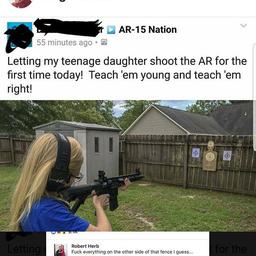 AR-15 Nation
55 minutes ago
Letting my teenage daughter shoot the AR for the
first time today! Teach 'em young and teach 'em
right!
Robert Herb
Fuck everything on the other side of that fence I guess...
Letting
for the